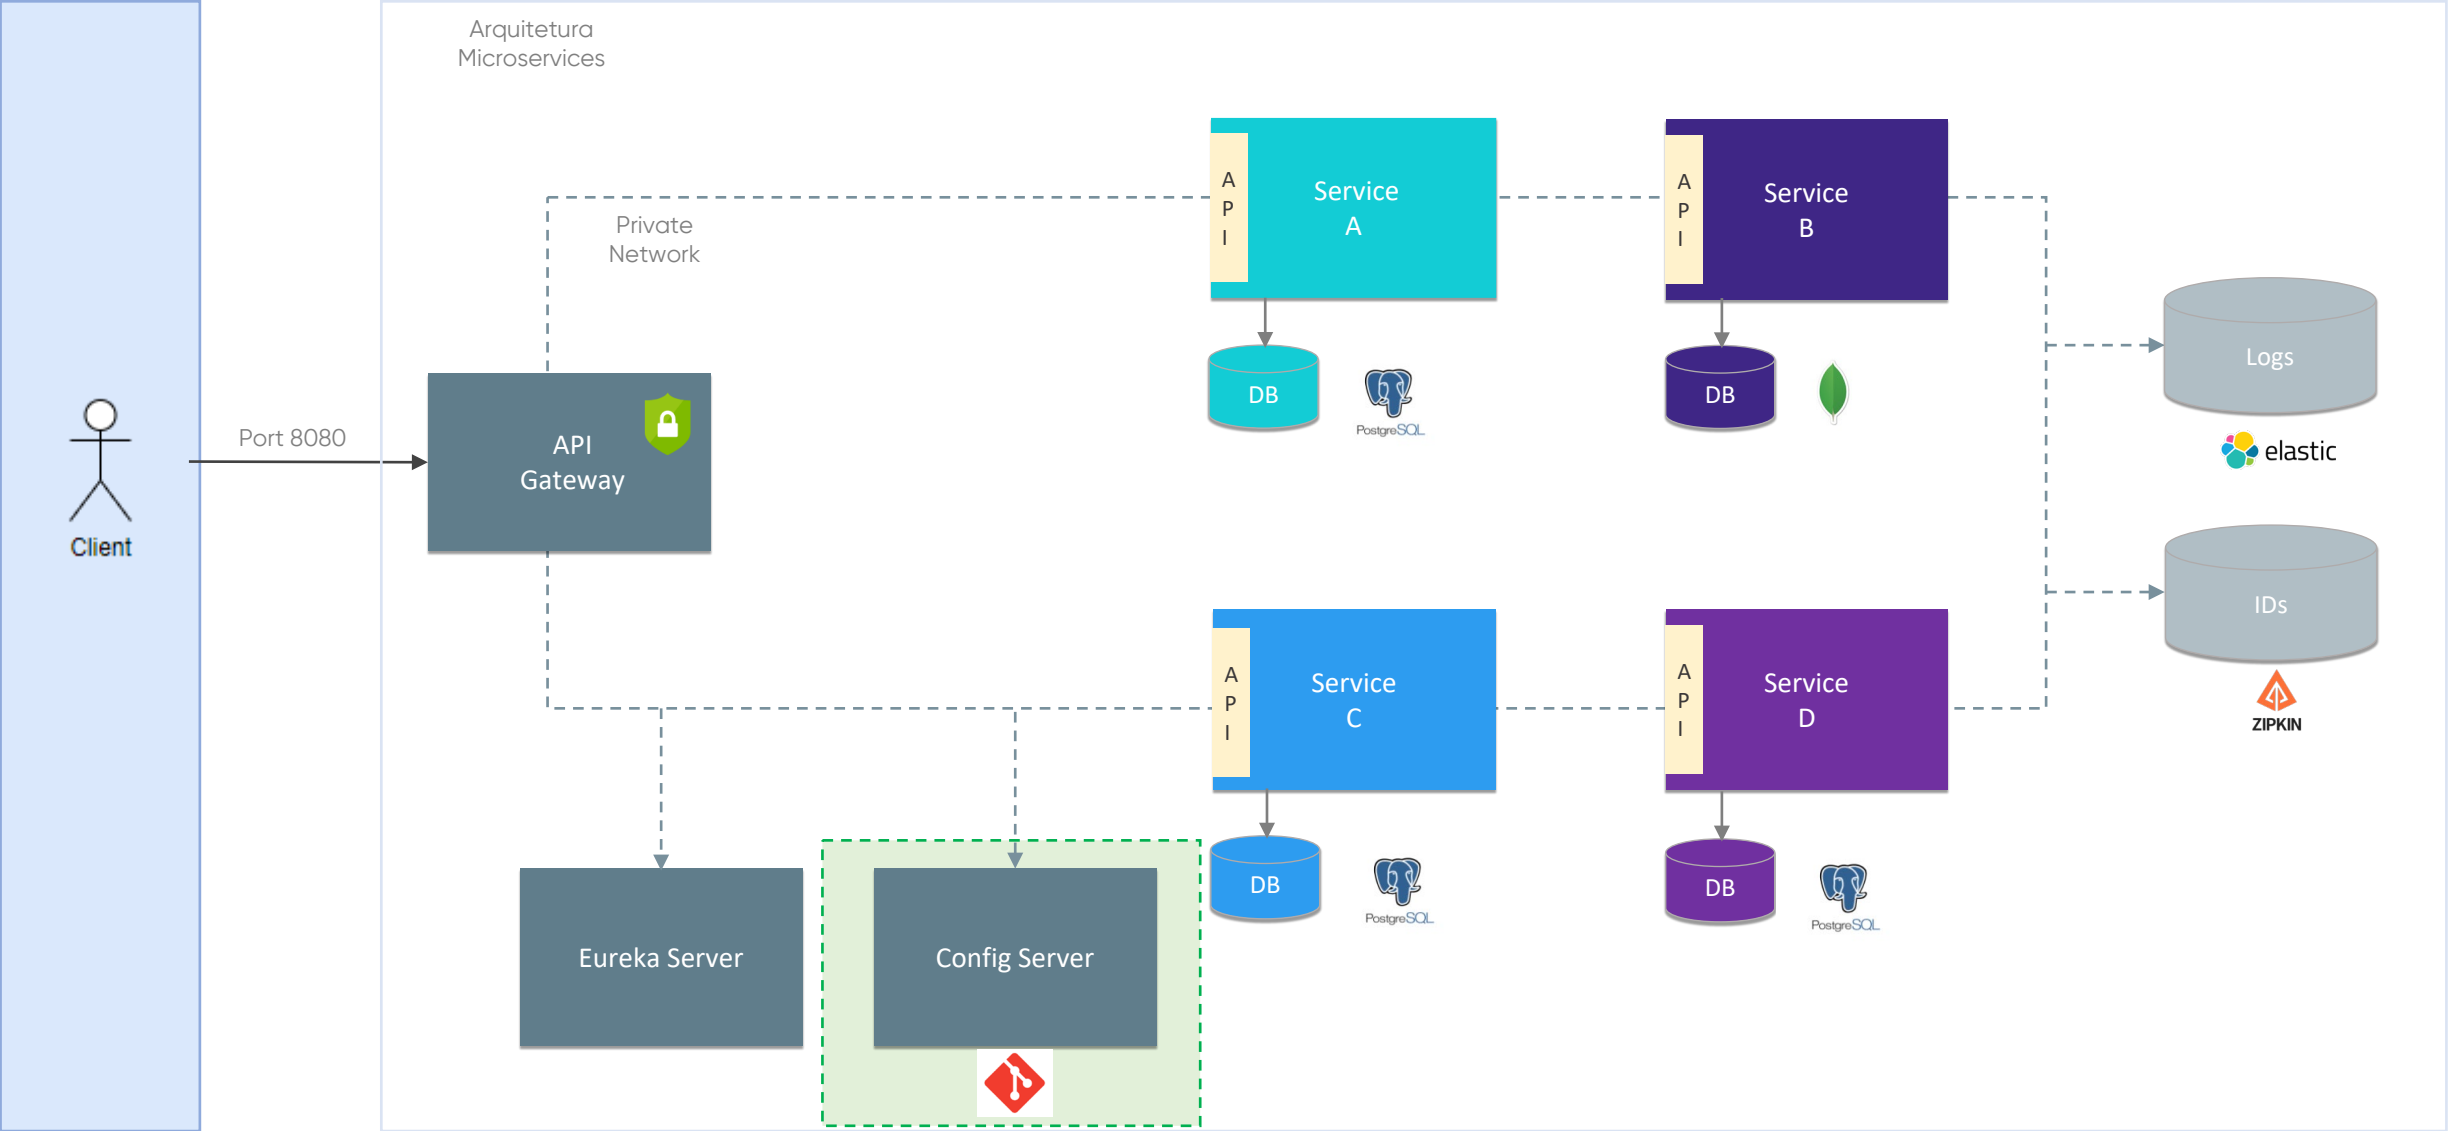 Arquitetura
Microservices
Private
Network
Port 8080
Client
API
Gateway
A
P
I
Service
A
DB
PostgreSQL
A
P
I
Service
B
DB
Logs
elastic
IDs
ZIPKIN
A
P
I
Service
C
DB
PostgreSQL
A
P
I
Service
D
DB
PostgreSQL
Eureka Server
Config Server